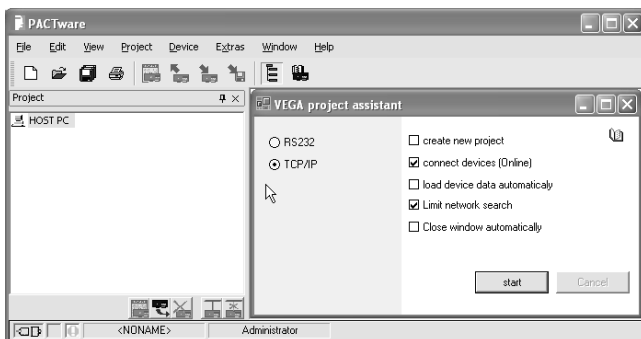 PACTware
File Edit View Project Device Extras Window Help
Project
HOST PC
VEGA project assistant
RS232
TCP/IP
create new project
connect devices (Online)
load device data automaticaly
Limit network search
Close window automatically
start Cancel
<NONAME> Administrator